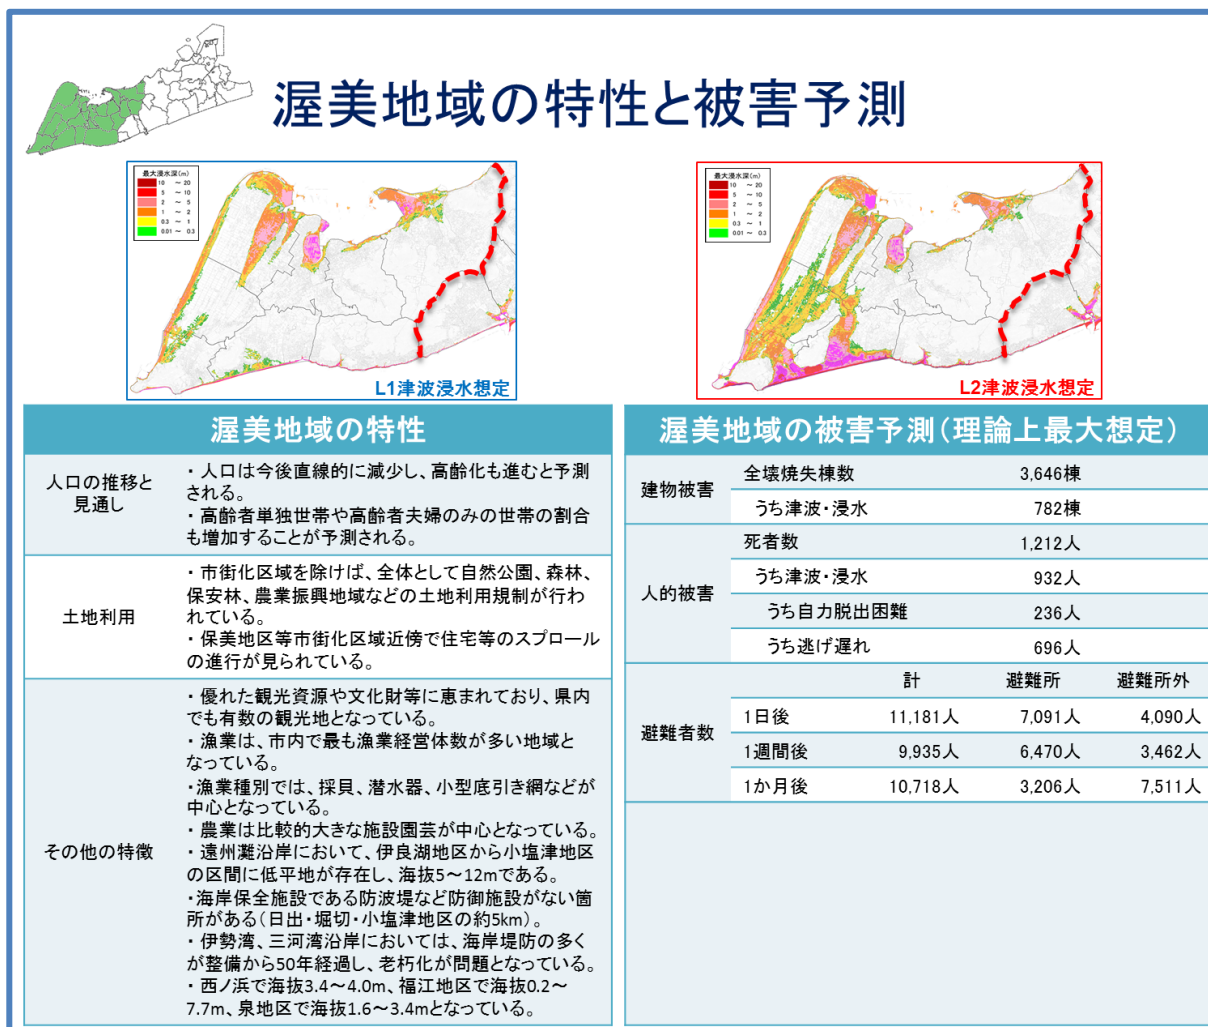 渥美地域の特性と被害予測
最大浸水深(m)
10 ～ 20
5 ～ 10
2 ～ 5
1 ～ 2
0.3 ～ 1
0.01 ～ 0.3
L1津波浸水想定
最大浸水深(m)
10 ～ 20
5 ～ 10
2 ～ 5
1 ～ 2
0.3 ～ 1
0.01 ～ 0.3
L2津波浸水想定
渥美地域の特性
人口の推移と
見通し
・人口は今後直線的に減少し、高齢化も進むと予測
される。
・高齢者単独世帯や高齢者夫婦のみの世帯の割合
も増加することが予測される。
土地利用
・市街化区域を除けば、全体として自然公園、森林、
保安林、農業振興地域などの土地利用規制が行わ
れている。
・保美地区等市街化区域近傍で住宅等のスプロール
の進行が見られている。
その他の特徴
・優れた観光資源や文化財等に恵まれており、県内
でも有数の観光地となっている。
・漁業は、市内で最も漁業経営体数が多い地域と
なっている。
・漁業種別では、採貝、潜水器、小型底引き網などが
中心となっている。
・農業は比較的大きな施設園芸が中心となっている。
・遠州灘沿岸において、伊良湖地区から小塩津地区
の区間に低平地が存在し、海抜5～12mである。
・海岸保全施設である防波堤など防御施設がない箇
所がある(日出・堀切・小塩津地区の約5km)。
・伊勢湾、三河湾沿岸においては、海岸堤防の多く
が整備から50年経過し、老朽化が問題となっている。
・西ノ浜で海抜3.4～4.0m、福江地区で海抜0.2～
7.7m、泉地区で海抜1.6～3.4mとなっている。
渥美地域の被害予測(理論上最大想定)
建物被害
全壊焼失棟数 3,646棟
うち津波・浸水 782棟
人的被害
死者数 1,212人
うち津波・浸水 932人
うち自力脱出困難 236人
うち逃げ遅れ 696人
避難者数
計 避難所 避難所外
1日後 11,181人 7,091人 4,090人
1週間後 9,935人 6,470人 3,462人
1か月後 10,718人 3,206人 7,511人